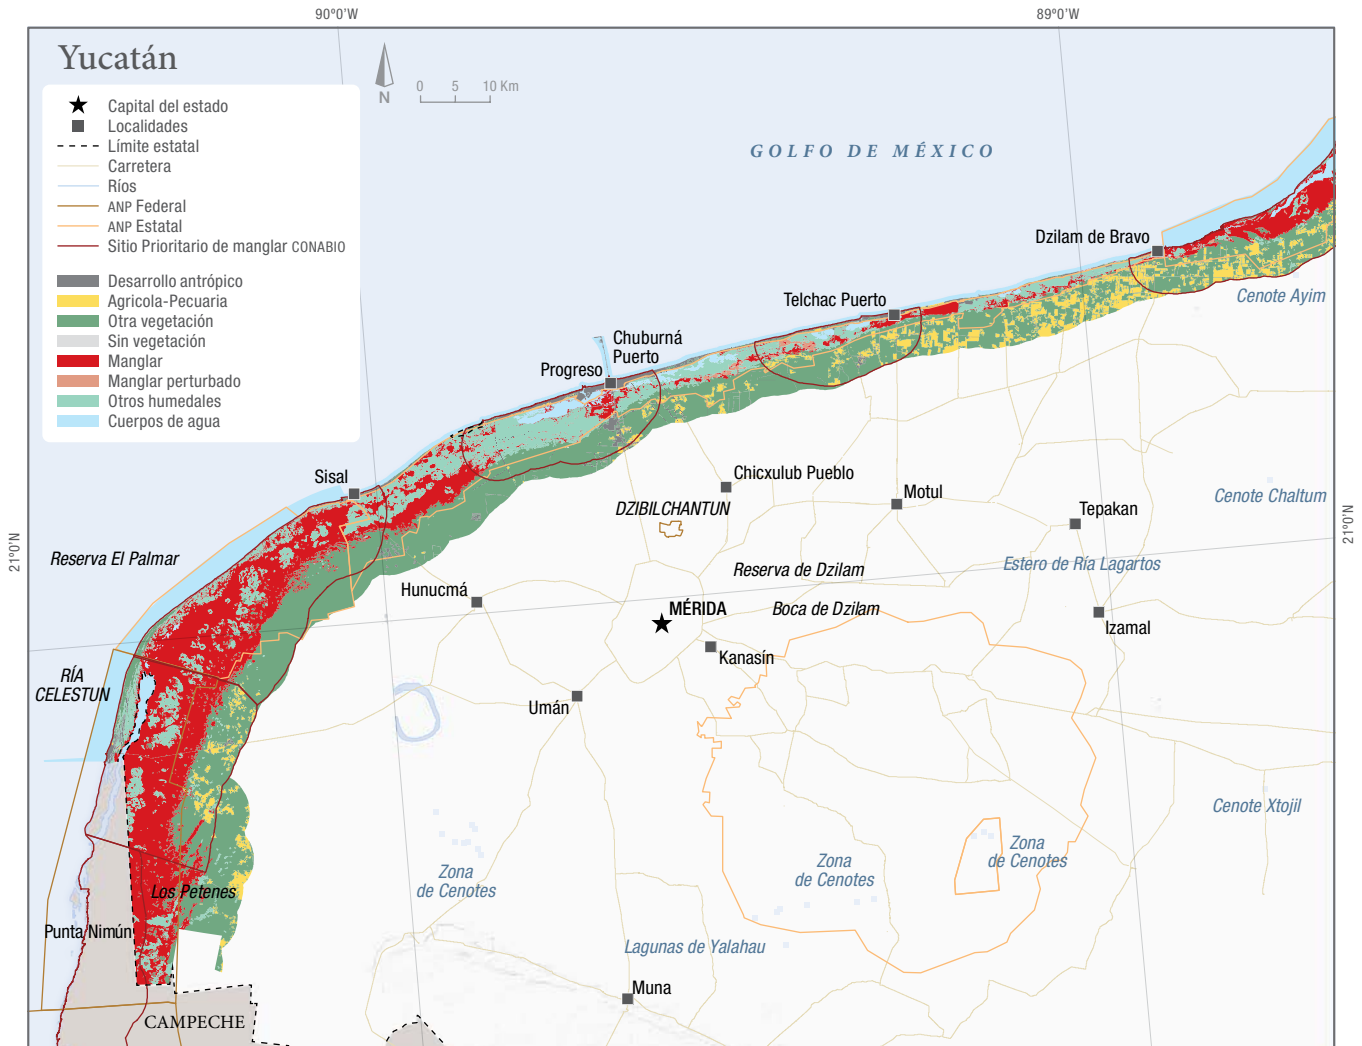 90°0'W
89°0'W
Yucatán
N
0 5 10 Km
Capital del estado
Localidades
Límite estatal
Carretera
Ríos
ANP Federal
ANP Estatal
Sitio Prioritario de manglar CONABIO
Desarrollo antrópico
Agricola-Pecuaria
Otra vegetación
Sin vegetación
Manglar
Manglar perturbado
Otros humedales
Cuerpos de agua
GOLFO DE MÉXICO
Dzilam de Bravo
Cenote Ayim
Telchac Puerto
Chuburná
Puerto
Progreso
Sisal
Chicxulub Pueblo
Motul
Cenote Chaltum
Tepakan
DZIBILCHANTUN
21°0'N
21°0'N
Reserva El Palmar
Estero de Ría Lagartos
Reserva de Dzilam
Hunucmá
MÉRIDA
Boca de Dzilam
Izamal
Kanasín
RÍA
CELESTUN
Umán
Cenote Xtojil
Zona
de Cenotes
Zona
de Cenotes
Zona
de Cenotes
Los Petenes
Punta Nimún
Lagunas de Yalahau
Muna
CAMPECHE